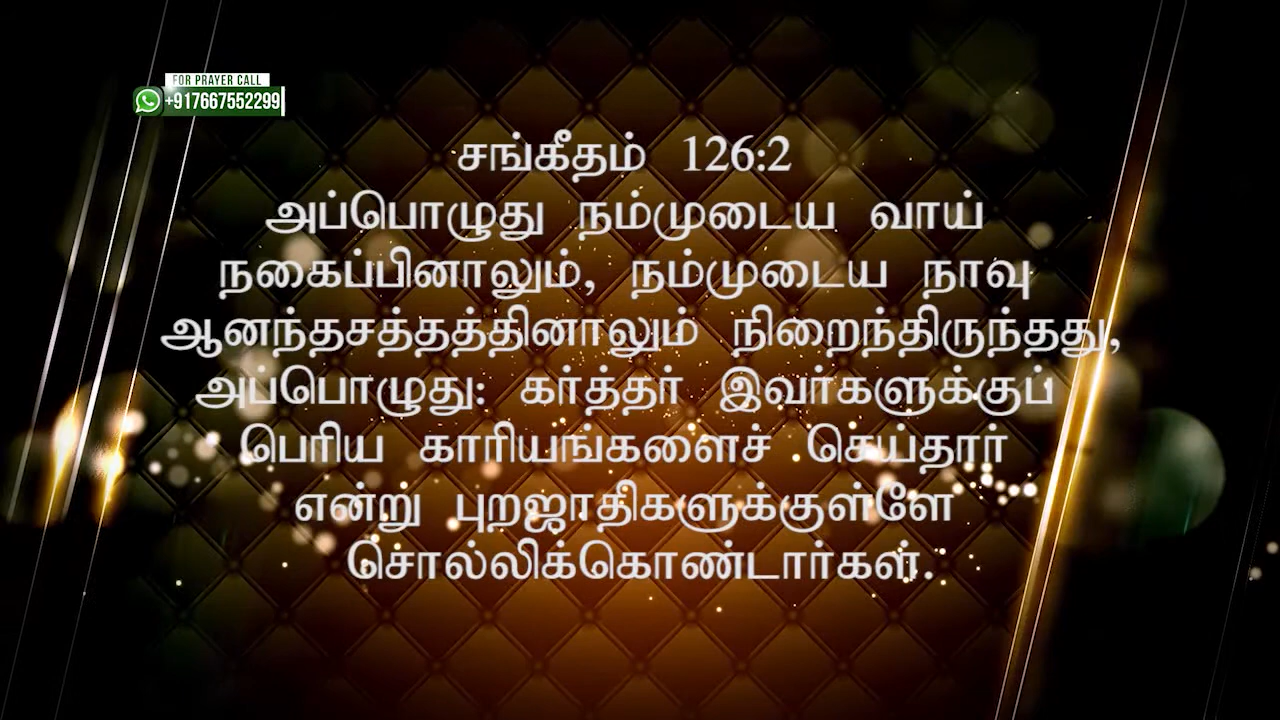 FOR PRAYER CALL
+917667552299
சங்கீதம் 126:2
அப்பொழுது நம்முடைய வாய்
நகைப்பினாலும், நம்முடைய நாவு
ஆனந்தசத்தத்தினாலும் நிறைந்திருந்தது,
அப்பொழுது: கர்த்தர் இவர்களுக்குப்
பெரிய காரியங்களைச் செய்தார்
என்று புறஜாதிகளுக்குள்ளே
சொல்லிக்கொண்டார்கள்.